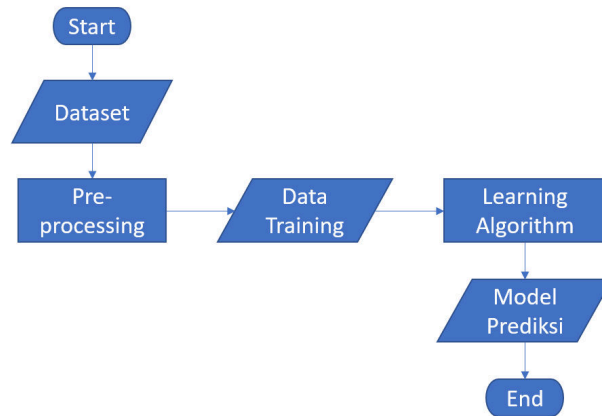 Start
Dataset
Pre-
processing
Data
Training
Learning
Algorithm
Model
Prediksi
End